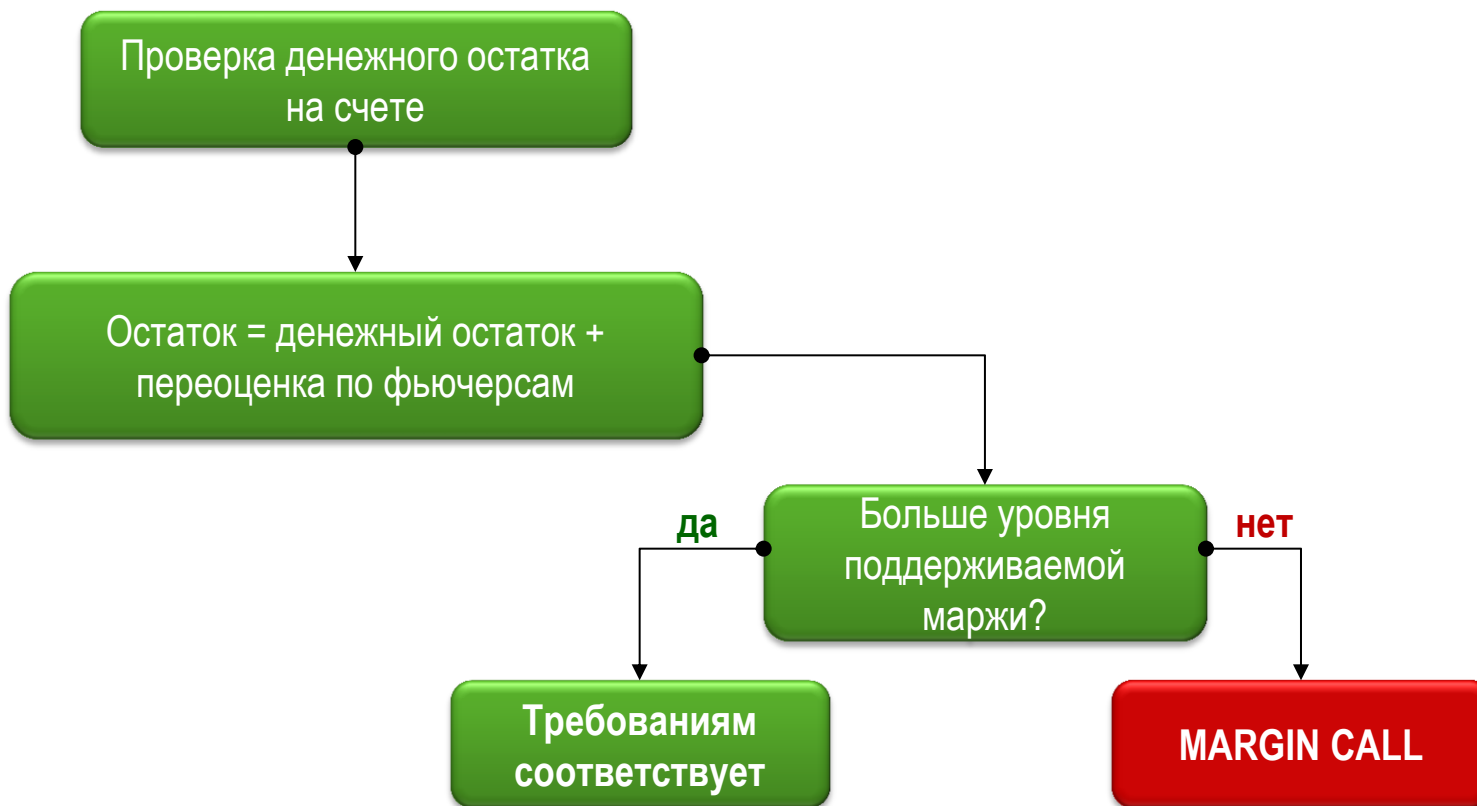 Проверка денежного остатка
на счете
Остаток = денежный остаток +
переоценка по фьючерсам
Больше уровня
поддерживаемой
маржи?
да
нет
Требованиям
соответствует
MARGIN CALL